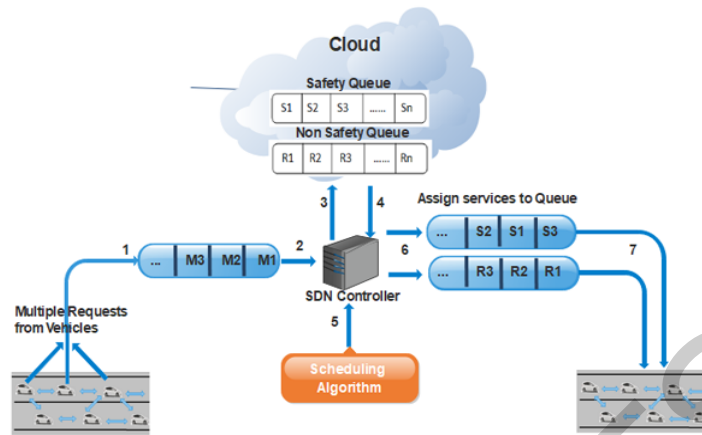 Cloud
Safety Queue
S1 S2 S3 ...... Sn
Non Safety Queue
R1 R2 R3 ...... Rn
3 4
Assign services to Queue
1
... M3 M2 M1
2
SDN Controller
6
... S2 S1 S3
... R3 R2 R1
7
Multiple Requests
from Vehicles
5
Scheduling
Algorithm